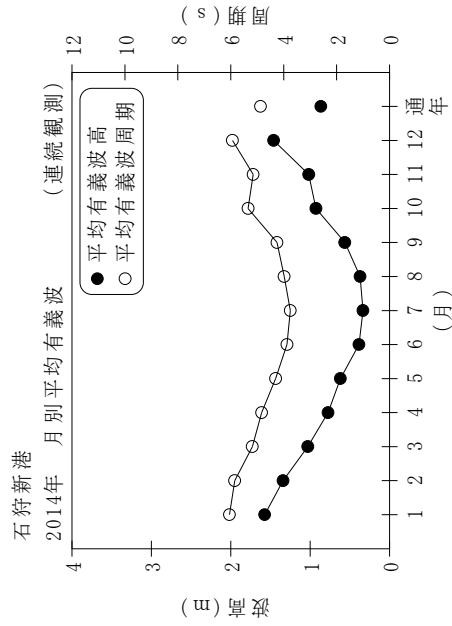 石狩新港
2014年 月別平均有義波 (連続観測)
● 平均有義波高
○ 平均有義波周期
波高(m)
4
3
2
1
0
周期(s)
12
10
8
6
4
2
0
1 2 3 4 5 6 7 8 9 10 11 12 通年
(月)